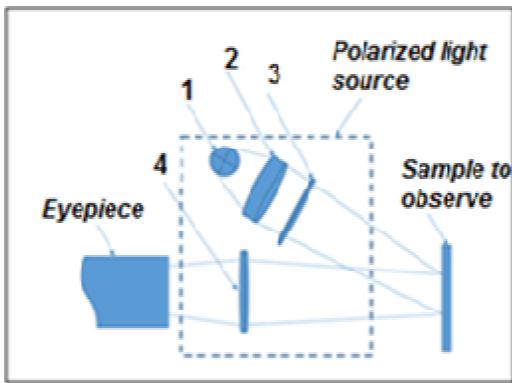 Polarized light
source
2
3
1
4
Sample to
observe
Eyepiece